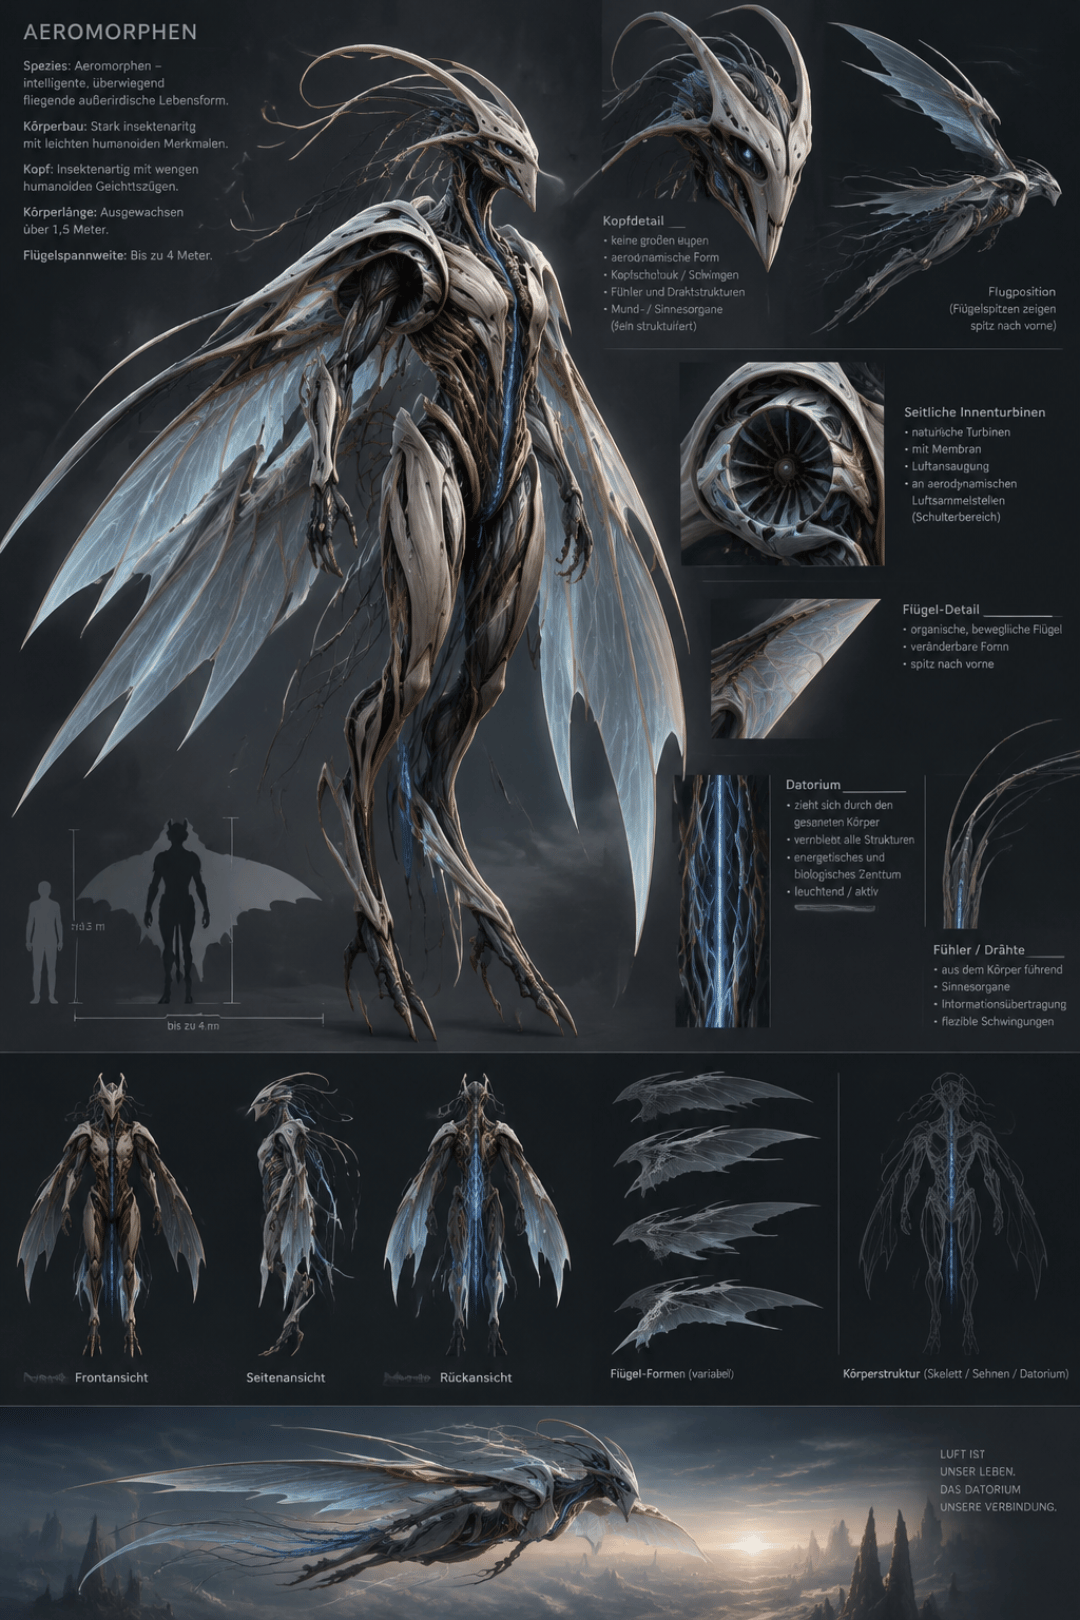 AEROMORPHEN
Spezies: Aeromorphen –
intelligente, überwiegend
fliegende außerirdische Lebensform.
Körperbau: Stark insektenaritg
mit leichten humanoiden Merkmalen.
Kopf: Insektenartig mit wengen
humanoiden Geichttszügen.
Körperlänge: Ausgewachsen
über 1,5 Meter.
Flügelspannweite: Bis zu 4 Meter.
Kopfdetail
• keine großen
• aerodynamische Form
• / Schwingen
• Fühler und Draktstrukturen
• Mund- / Sinnesorgane
(fein struktuiert)
Flugposition
(Flügelspitzen zeigen
spitz nach vorne)
Seitliche Innenturbinen
• natürliche Turbinen
• mit Membran
• Luftansaugung
• an aerodynamischen
Luftsammelstellen
(Schulterbereich)
Flügel-Detail
• organische, bewegliche Flügel
• veränderbare Fomn
• spitz nach vorne
Datorium
• zieht sich durch den
gesamten Körper
• vernbiebt alle Strukturen
• energetisches und
biologisches Zenttum
• leuchtend / aktiv
Fühler / Drähte
• aus dem Körper führend
• Sinnesorgane
• Intormationsübertragung
• flexible Schwingungen
bis zu 4 m
Frontansicht
Seitenansicht
Rückansicht
Flügel-Formen (variabel)
Körperstruktur (Skelett / Sehnen / Datorium)
LUFT IST
UNSER LEBEN.
DAS DATORIUM
UNSERE VERBINDUNG.